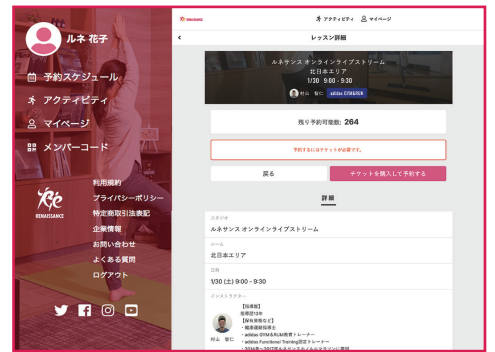 ルネ 花子
予約スケジュール
アクティビティ
マイページ
メンバーコード
RENAISSANCE
利用規約
プライバシーポリシー
特定商取引法表記
企業情報
お問い合わせ
よくある質問
ログアウト
RENAISSANCE
アクティビティ マイページ
レッスン詳細
ルネサンス オンラインライブストリーム
北日本エリア
1/30 9:00 - 9:30
村山 智仁 adidas GYM&RUN
残り予約可能数: 264
予約するにはチケットが必要です。
戻る
チケットを購入して予約する
詳細
スタジオ
ルネサンス オンラインライブストリーム
ルーム
北日本エリア
日時
1/30 (土) 9:00 - 9:30
インストラクター
村山 智仁
【指導歴】
指導歴12年
【保有資格など】
・健康運動指導士
・adidas GYM&RUN教育トレーナー
・adidas Functional Training認定トレーナー